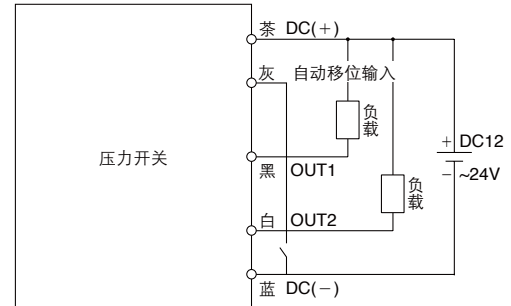 茶 DC(+)
灰 自动移位输入
负载
压力开关
+ DC12
- ~24V
黑 OUT1
负载
白 OUT2
蓝 DC(-)